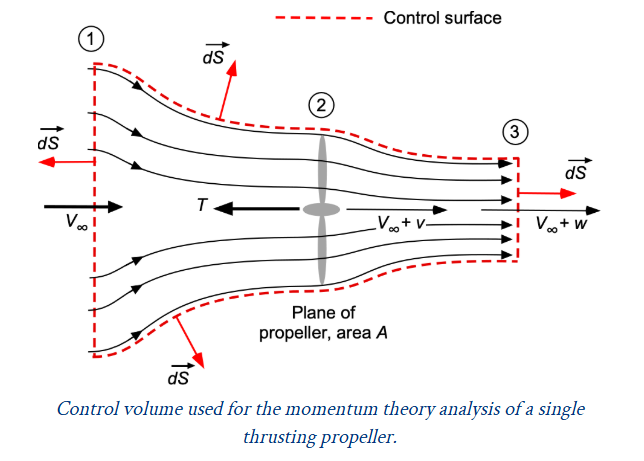 Control surface
1
dS
2
3
dS
dS
T
V∞
V∞ + v
V∞ + w
Plane of
propeller, area A
dS
Control volume used for the momentum theory analysis of a single
thrusting propeller.